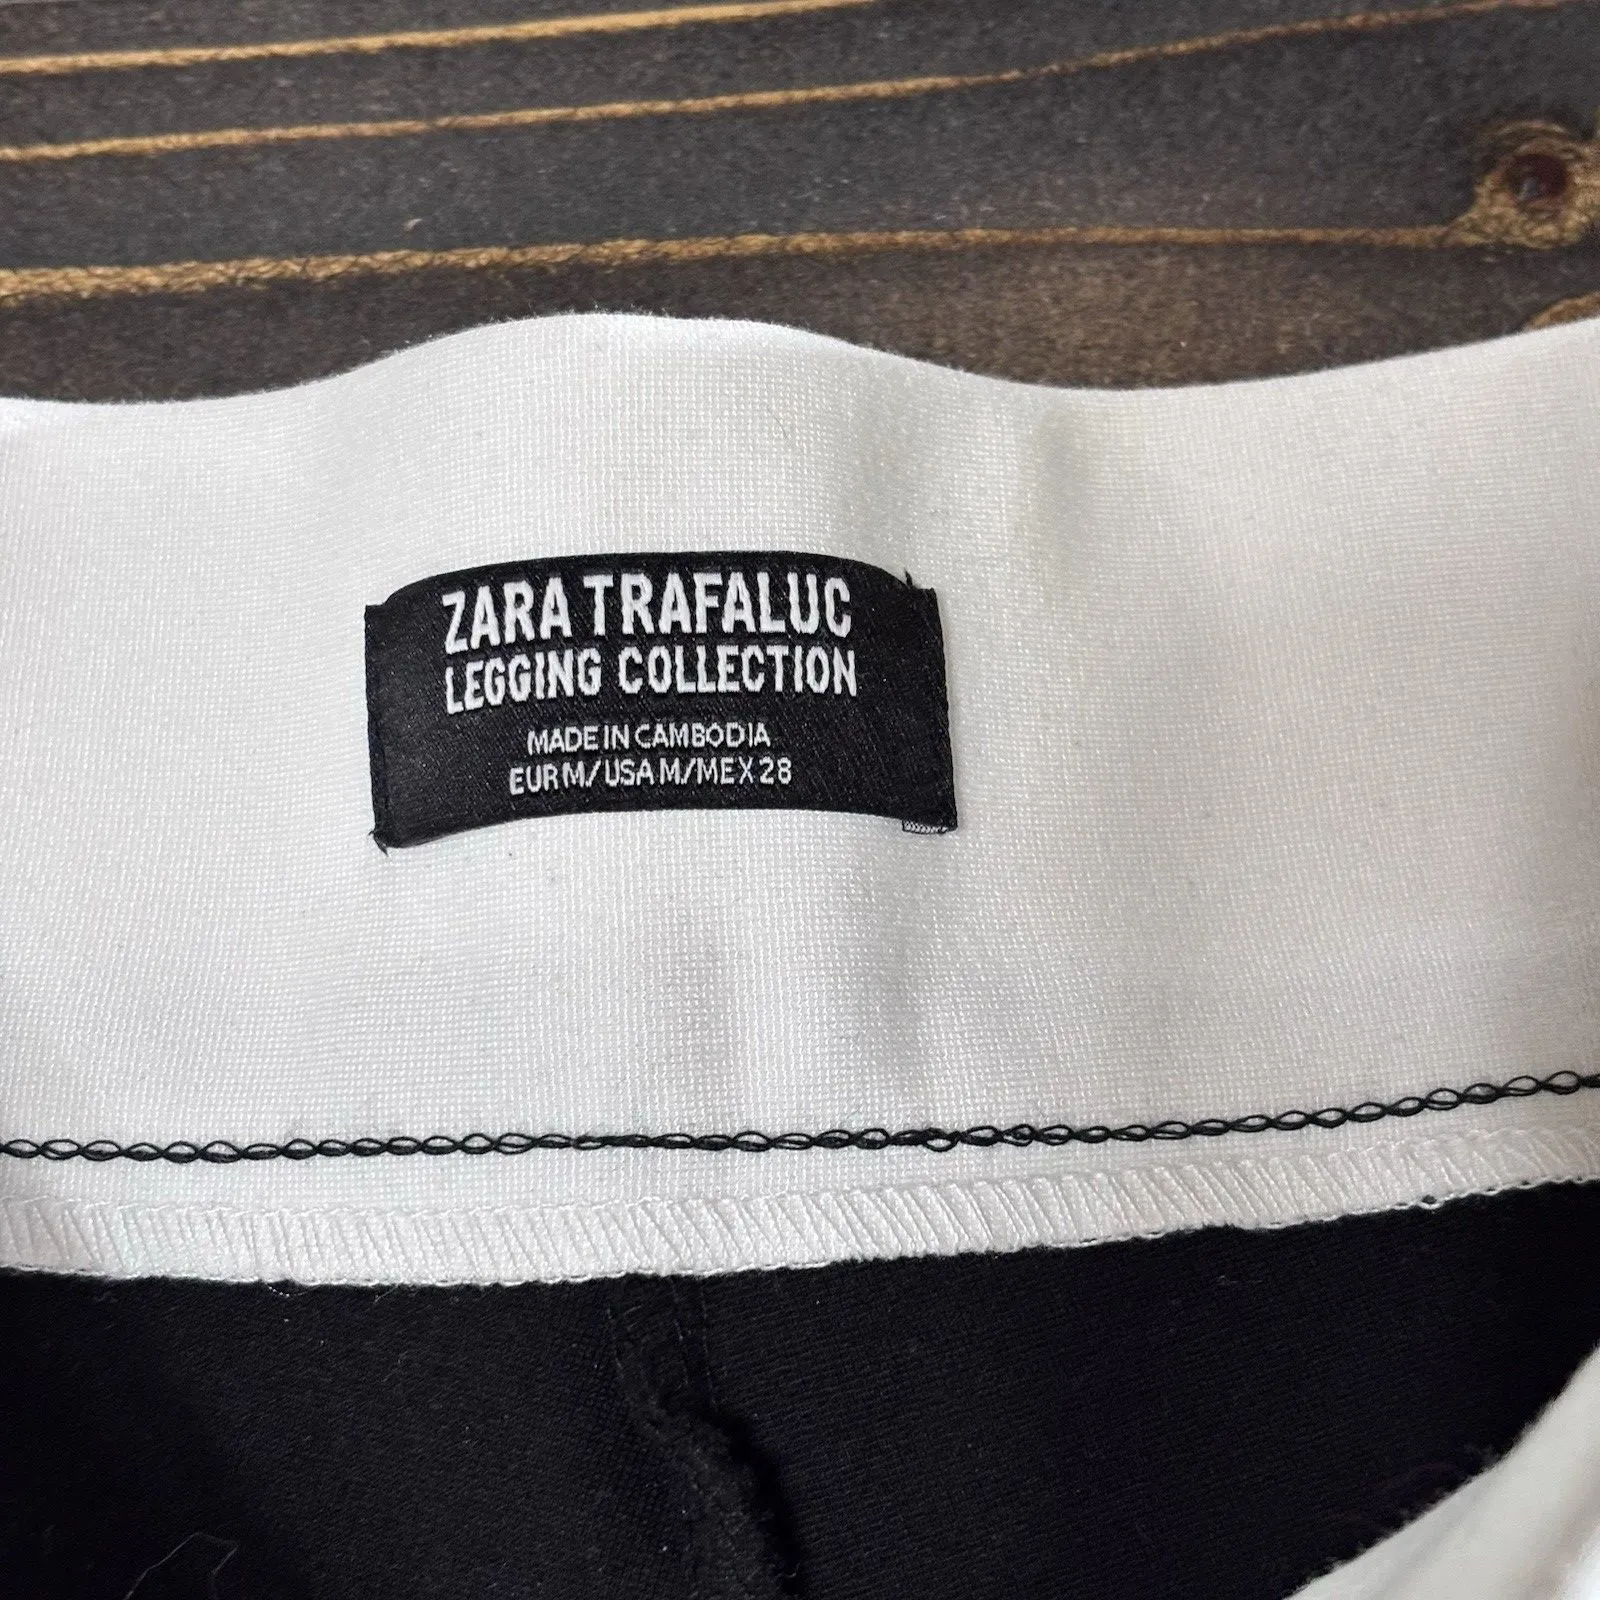 ZARA TRAFALUC
LEGGING COLLECTION
MADE IN CAMBODIA
EUR M/USA M/MEX 28